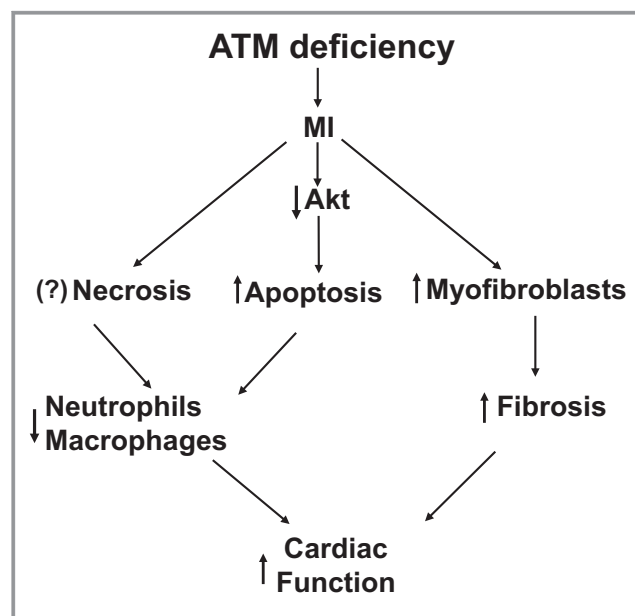 ATM deficiency
MI
↓Akt
(?) Necrosis
↑Apoptosis
↑Myofibroblasts
↓Neutrophils
Macrophages
↑Fibrosis
↑Cardiac
Function